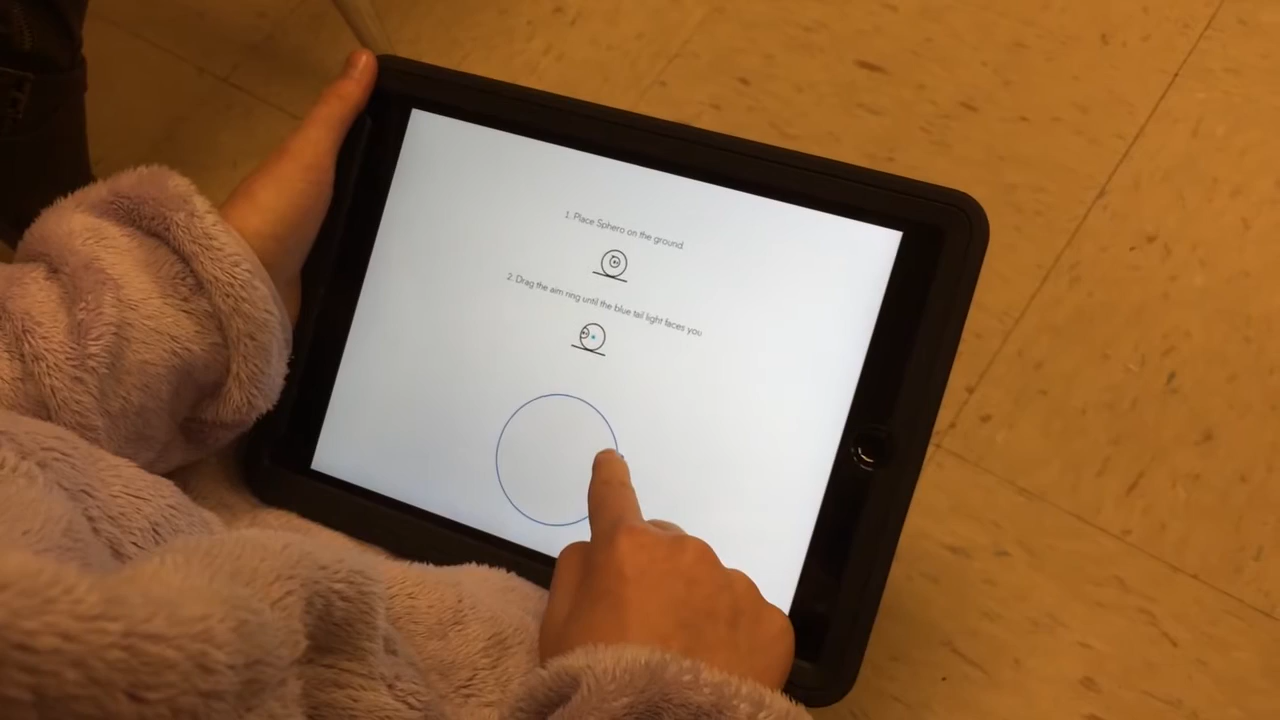 1. Place Sphero on the ground.
2. Drag the aim ring until the blue tail light faces you